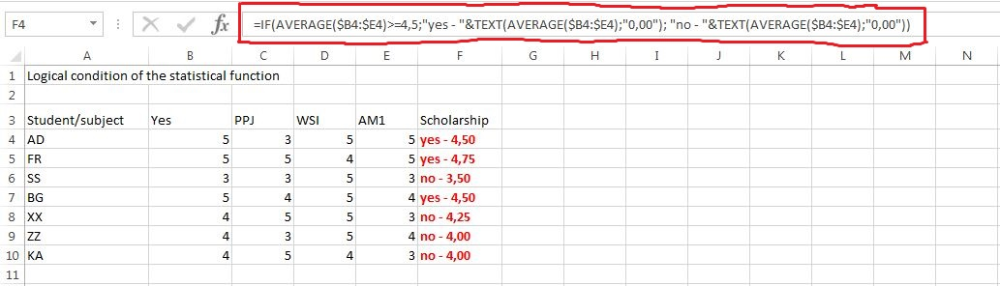 F4 fx =IF(AVERAGE($B4:$E4)>=4,5;"yes - "&TEXT(AVERAGE($B4:$E4);"0,00"); "no - "&TEXT(AVERAGE($B4:$E4);"0,00"))
A B C D E F G H I J K L M N
1 Logical condition of the statistical function
2
3 Student/subject Yes PPJ WSI AM1 Scholarship
4 AD 5 3 5 5 yes - 4,50
5 FR 5 5 4 5 yes - 4,75
6 SS 3 3 5 3 no - 3,50
7 BG 5 4 5 4 yes - 4,50
8 XX 4 5 5 3 no - 4,25
9 ZZ 4 3 5 4 no - 4,00
10 KA 4 5 4 3 no - 4,00
11